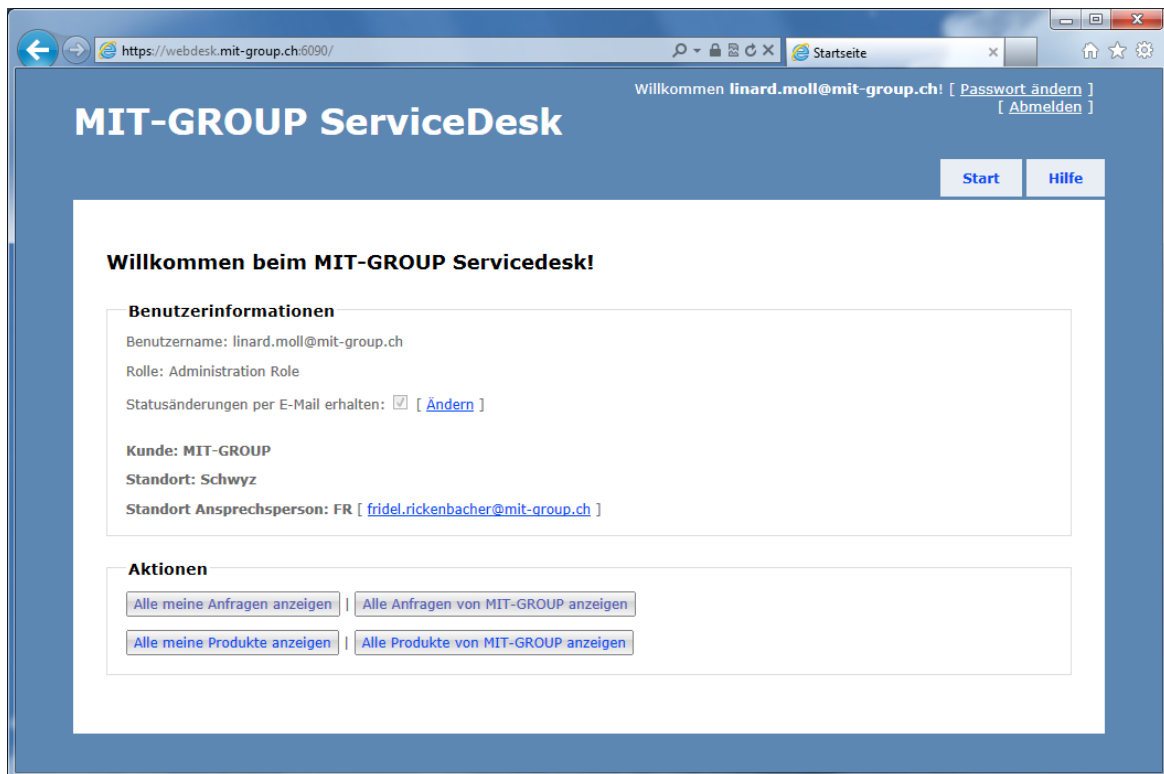 https://webdesk.mit-group.ch:6090/
Startseite
Willkommen linard.moll@mit-group.ch! [ Passwort ändern ]
[ Abmelden ]
MIT-GROUP ServiceDesk
Start Hilfe
Willkommen beim MIT-GROUP Servicedesk!
Benutzerinformationen
Benutzername: linard.moll@mit-group.ch
Rolle: Administration Role
Statusänderungen per E-Mail erhalten: [ Ändern ]
Kunde: MIT-GROUP
Standort: Schwyz
Standort Ansprechsperson: FR [ fridel.rickenbacher@mit-group.ch ]
Aktionen
Alle meine Anfragen anzeigen | Alle Anfragen von MIT-GROUP anzeigen
Alle meine Produkte anzeigen | Alle Produkte von MIT-GROUP anzeigen